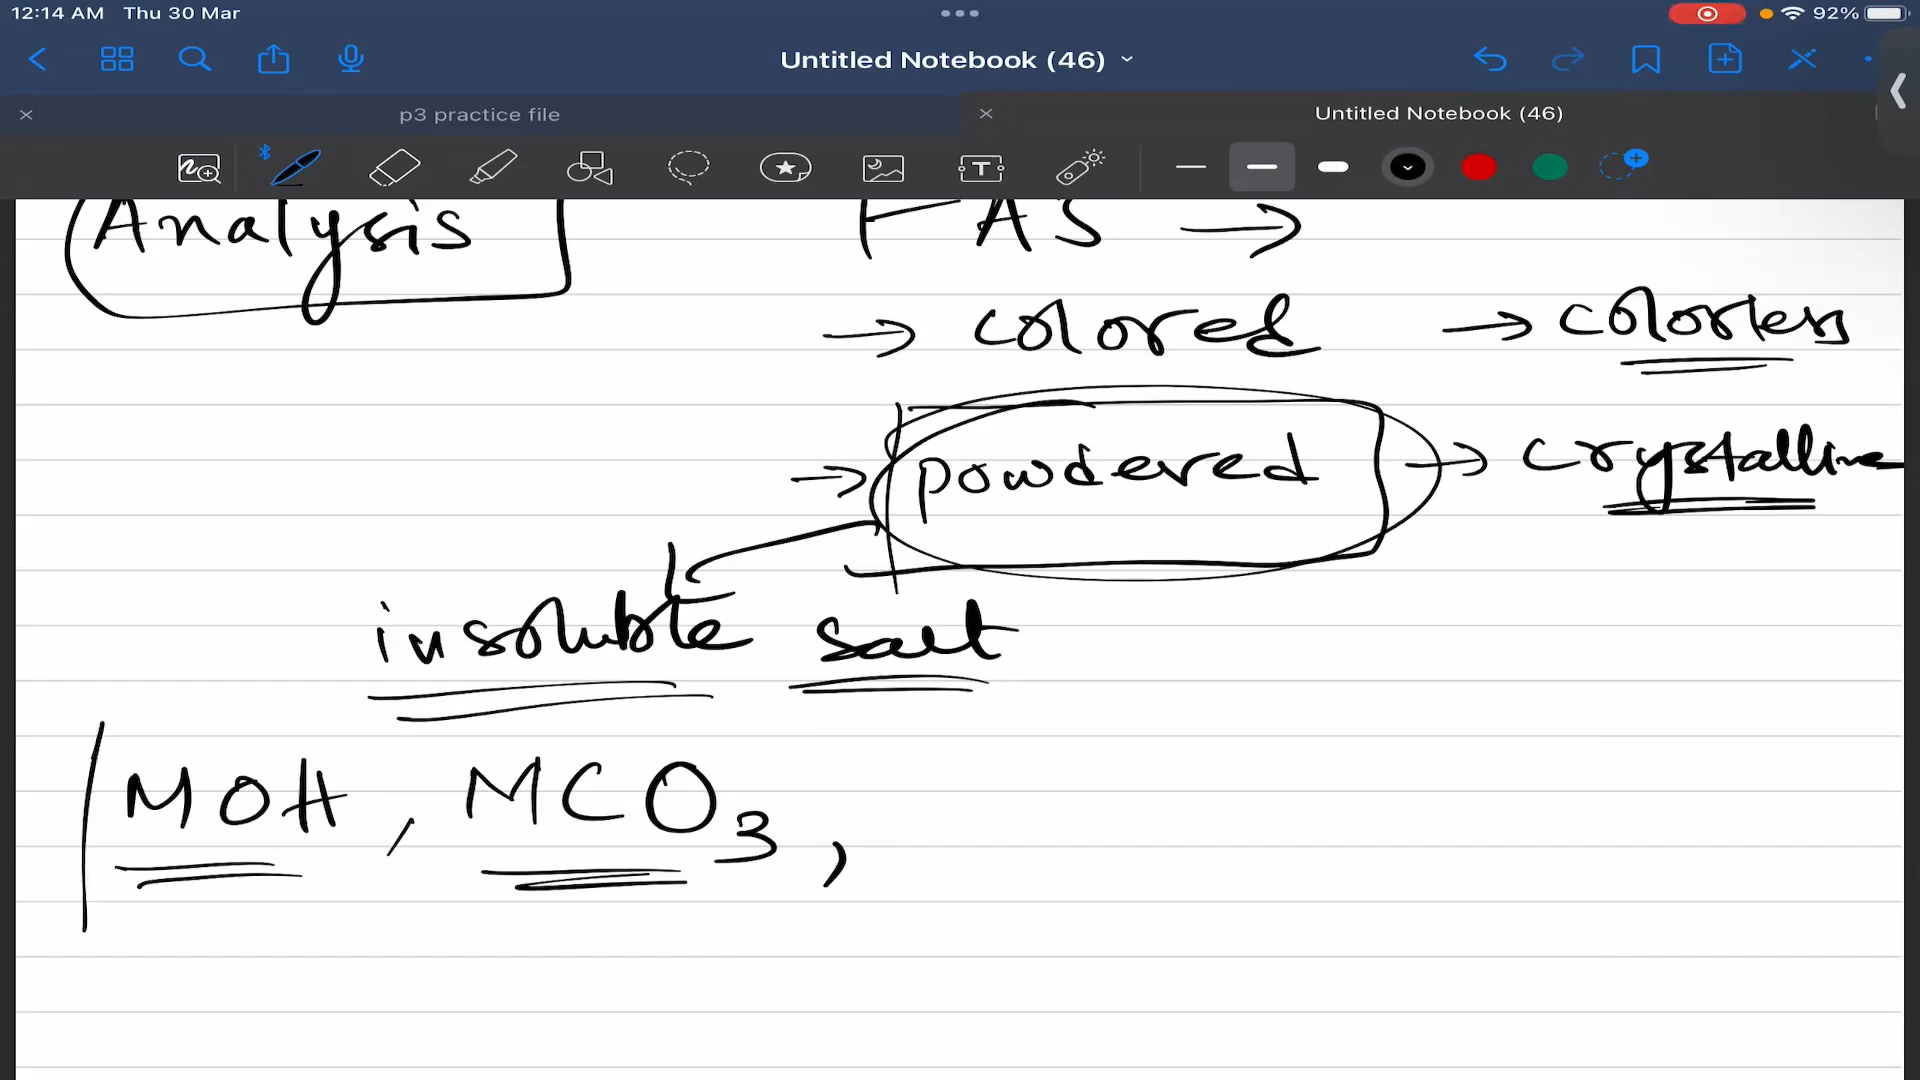 12:14 AM Thu 30 Mar
92%
Untitled Notebook (46)
p3 practice file
Untitled Notebook (46)
T
Analysis FAS →
→ colored → colorless
→ powdered → crystalline
insoluble salt
MOH, MCO3,